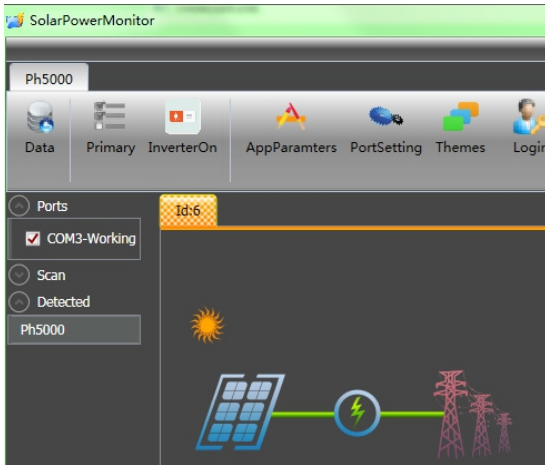 SolarPowerMonitor
Ph5000
Data Primary InverterOn AppParamters PortSetting Themes Login
Ports
Id:6
COM3-Working
Scan
Detected
Ph5000